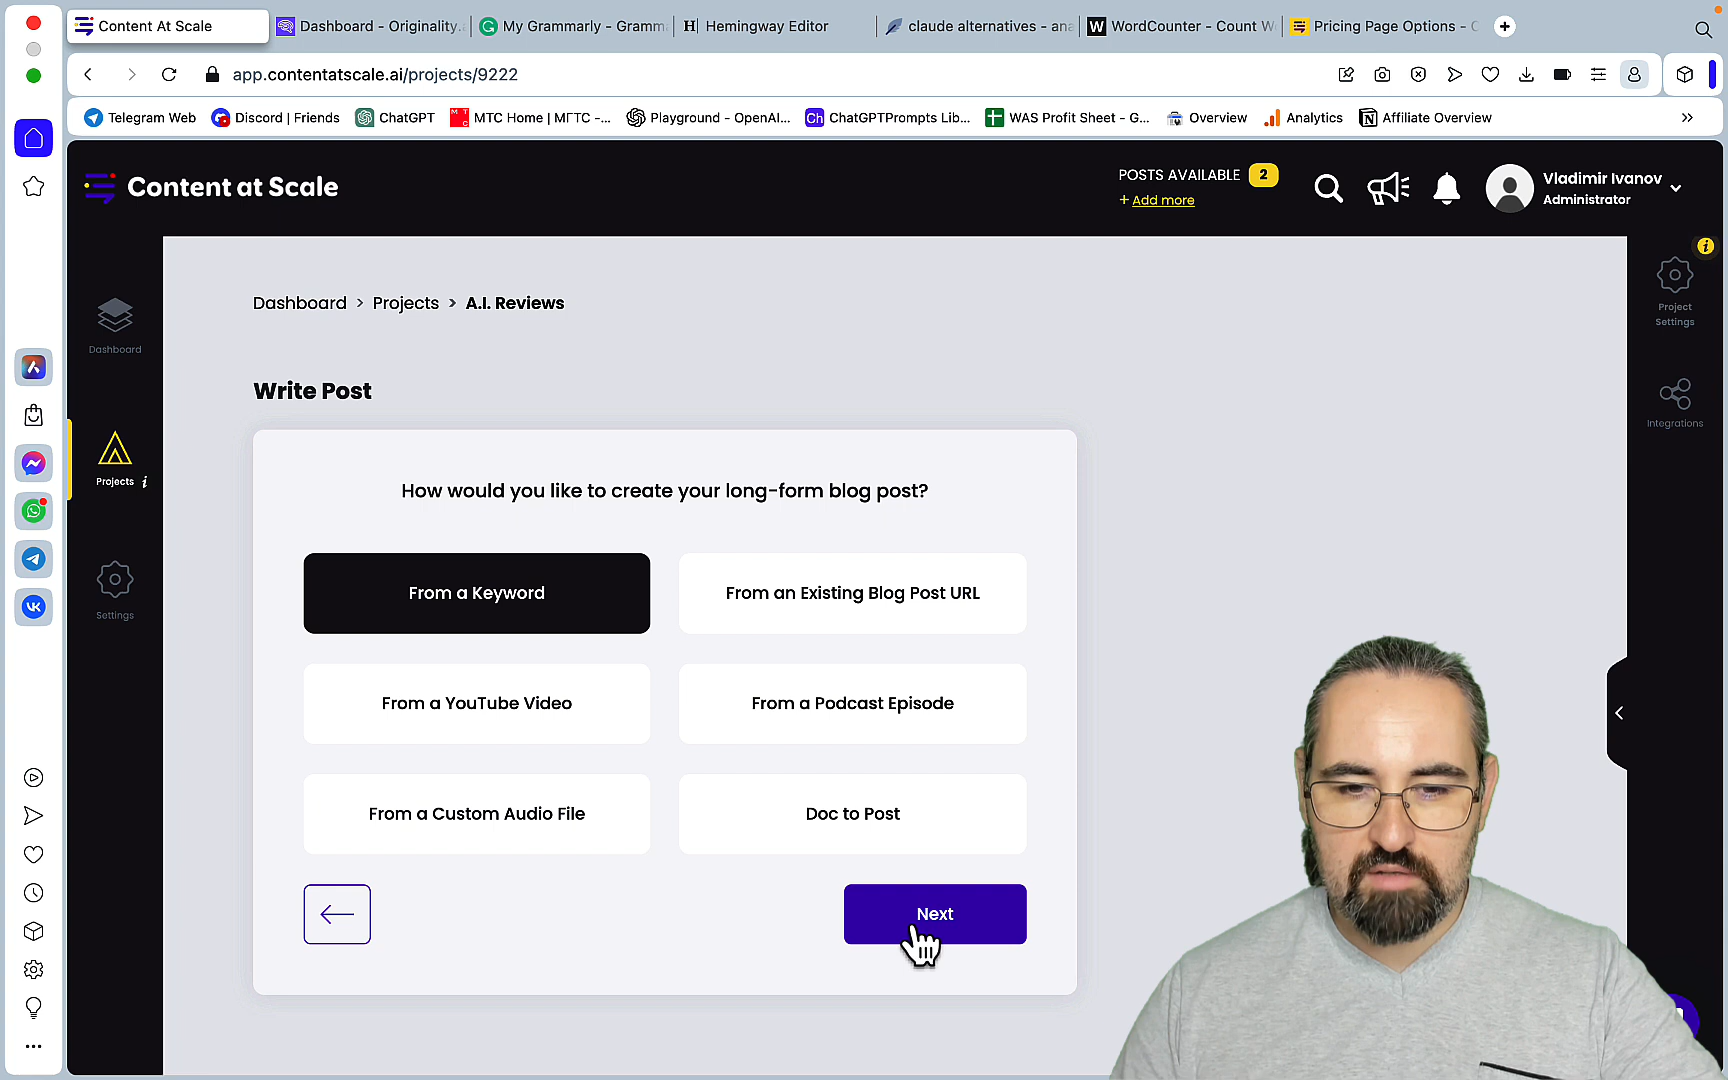 Content At Scale
Dashboard - Originality.
My Grammarly - Gramm
Hemingway Editor
claude alternatives - ana
WordCounter - Count W
Pricing Page Options - C
app.contentatscale.ai/projects/9222
Telegram Web
Discord | Friends
ChatGPT
МТС Home | МГТС -...
Playground - OpenAI...
Ch
ChatGPTPrompts Lib...
WAS Profit Sheet - G...
Overview
Analytics
Affiliate Overview
Content at Scale
POSTS AVAILABLE 2
+ Add more
Vladimir Ivanov
Administrator
Dashboard
Projects i
Settings
Dashboard > Projects > A.I. Reviews
Write Post
How would you like to create your long-form blog post?
From a Keyword
From an Existing Blog Post URL
From a YouTube Video
From a Podcast Episode
From a Custom Audio File
Doc to Post
Next
i
Project
Settings
Integrations